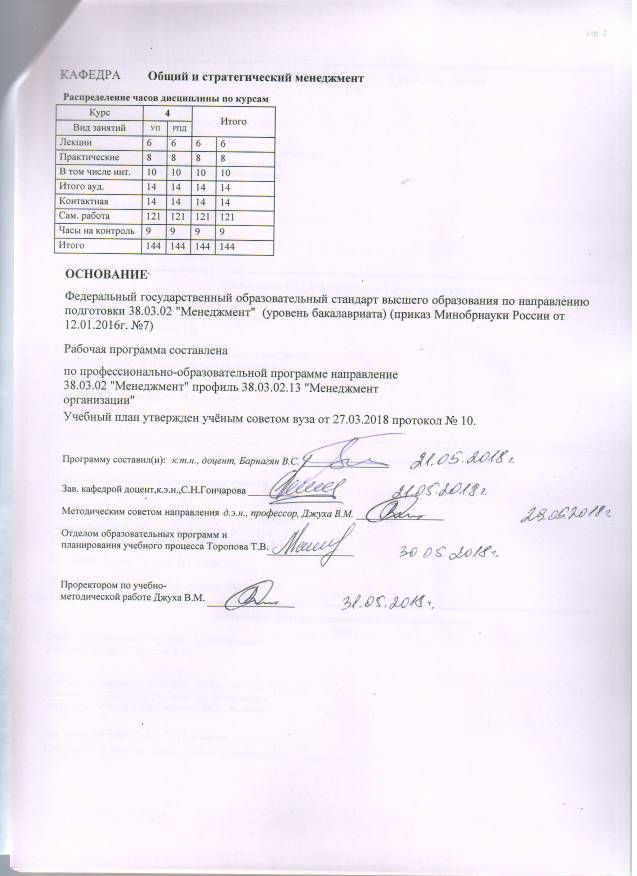 стр. 2
КАФЕДРА Общий и стратегический менеджмент
Распределение часов дисциплины по курсам
Курс 4 Итого
Вид занятий УП РПД
Лекции 6 6 6 6
Практические 8 8 8 8
В том числе инт. 10 10 10 10
Итого ауд. 14 14 14 14
Контактная 14 14 14 14
Сам. работа 121 121 121 121
Часы на контроль 9 9 9 9
Итого 144 144 144 144
ОСНОВАНИЕ
Федеральный государственный образовательный стандарт высшего образования по направлению
подготовки 38.03.02 "Менеджмент" (уровень бакалавриата) (приказ Минобрнауки России от
12.01.2016г. №7)
Рабочая программа составлена
по профессионально-образовательной программе направление
38.03.02 "Менеджмент" профиль 38.03.02.13 "Менеджмент
организации"
Учебный план утвержден учёным советом вуза от 27.03.2018 протокол № 10.
Программу составил(и): к.т.н., доцент, Барнагян В.С. 21.05.2018 г.
Зав. кафедрой доцент,к.э.н.,С.Н.Гончарова 21.05.2018г.
Методическим советом направления д.э.н., профессор, Джуха В.М. 29.05.2018 г.
Отделом образовательных программ и
планирования учебного процесса Торопова Т.В. 30 05.2018 г.
Проректором по учебно-
методической работе Джуха В.М. 31.05.2018 г.